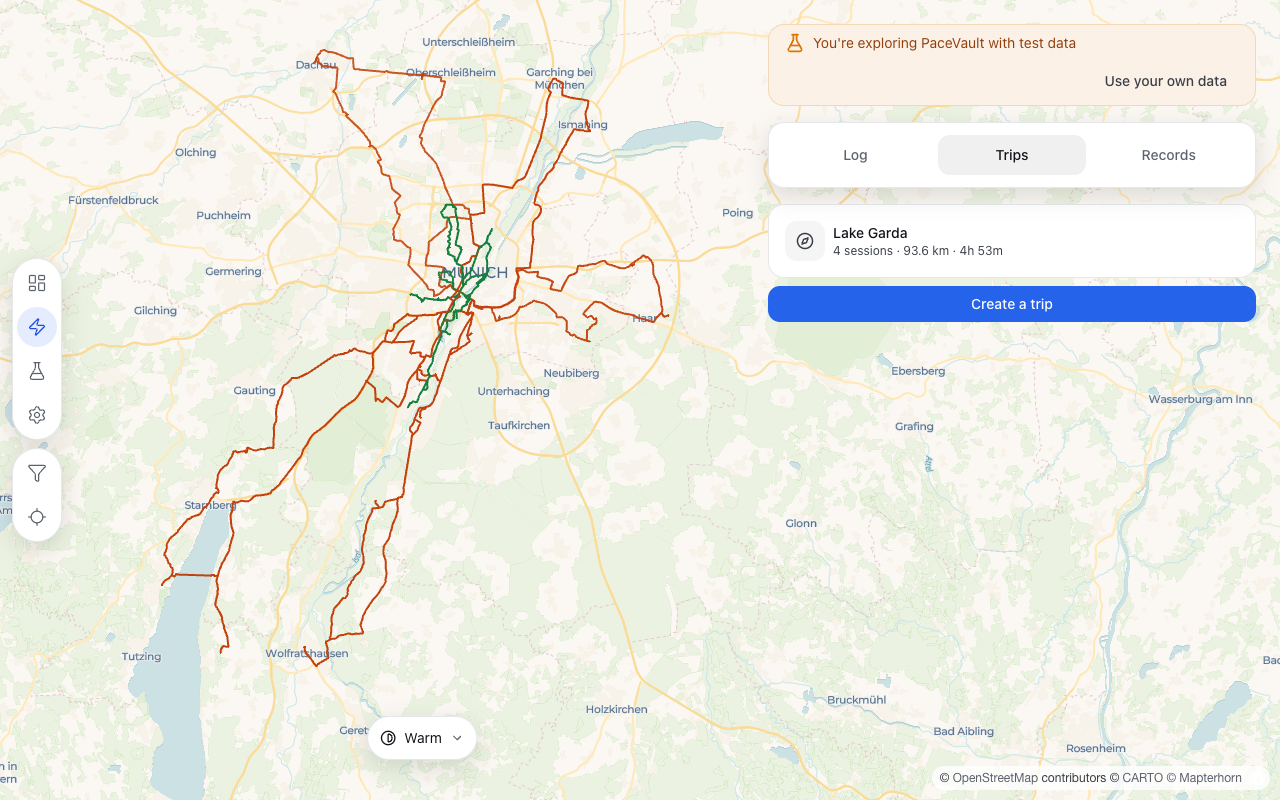 You're exploring PaceVault with test data
Use your own data
Log
Trips
Records
Lake Garda
4 sessions · 93.6 km · 4h 53m
Create a trip
Unterschleißheim
Dachau
Oberschleißheim
Garching bei
München
Ismaning
Olching
Fürstenfeldbruck
Puchheim
Poing
Germering
MUNICH
Gilching
Haar
Neubiberg
Ebersberg
Gauting
Unterhaching
Wasserburg am Inn
Taufkirchen
Grafing
Attel
Starnberg
Glonn
Isar
Tutzing
Wolfratshausen
Bruckmühl
Holzkirchen
Bad Aibling
Rosenheim
Warm
© OpenStreetMap contributors © CARTO © Mapterhorn